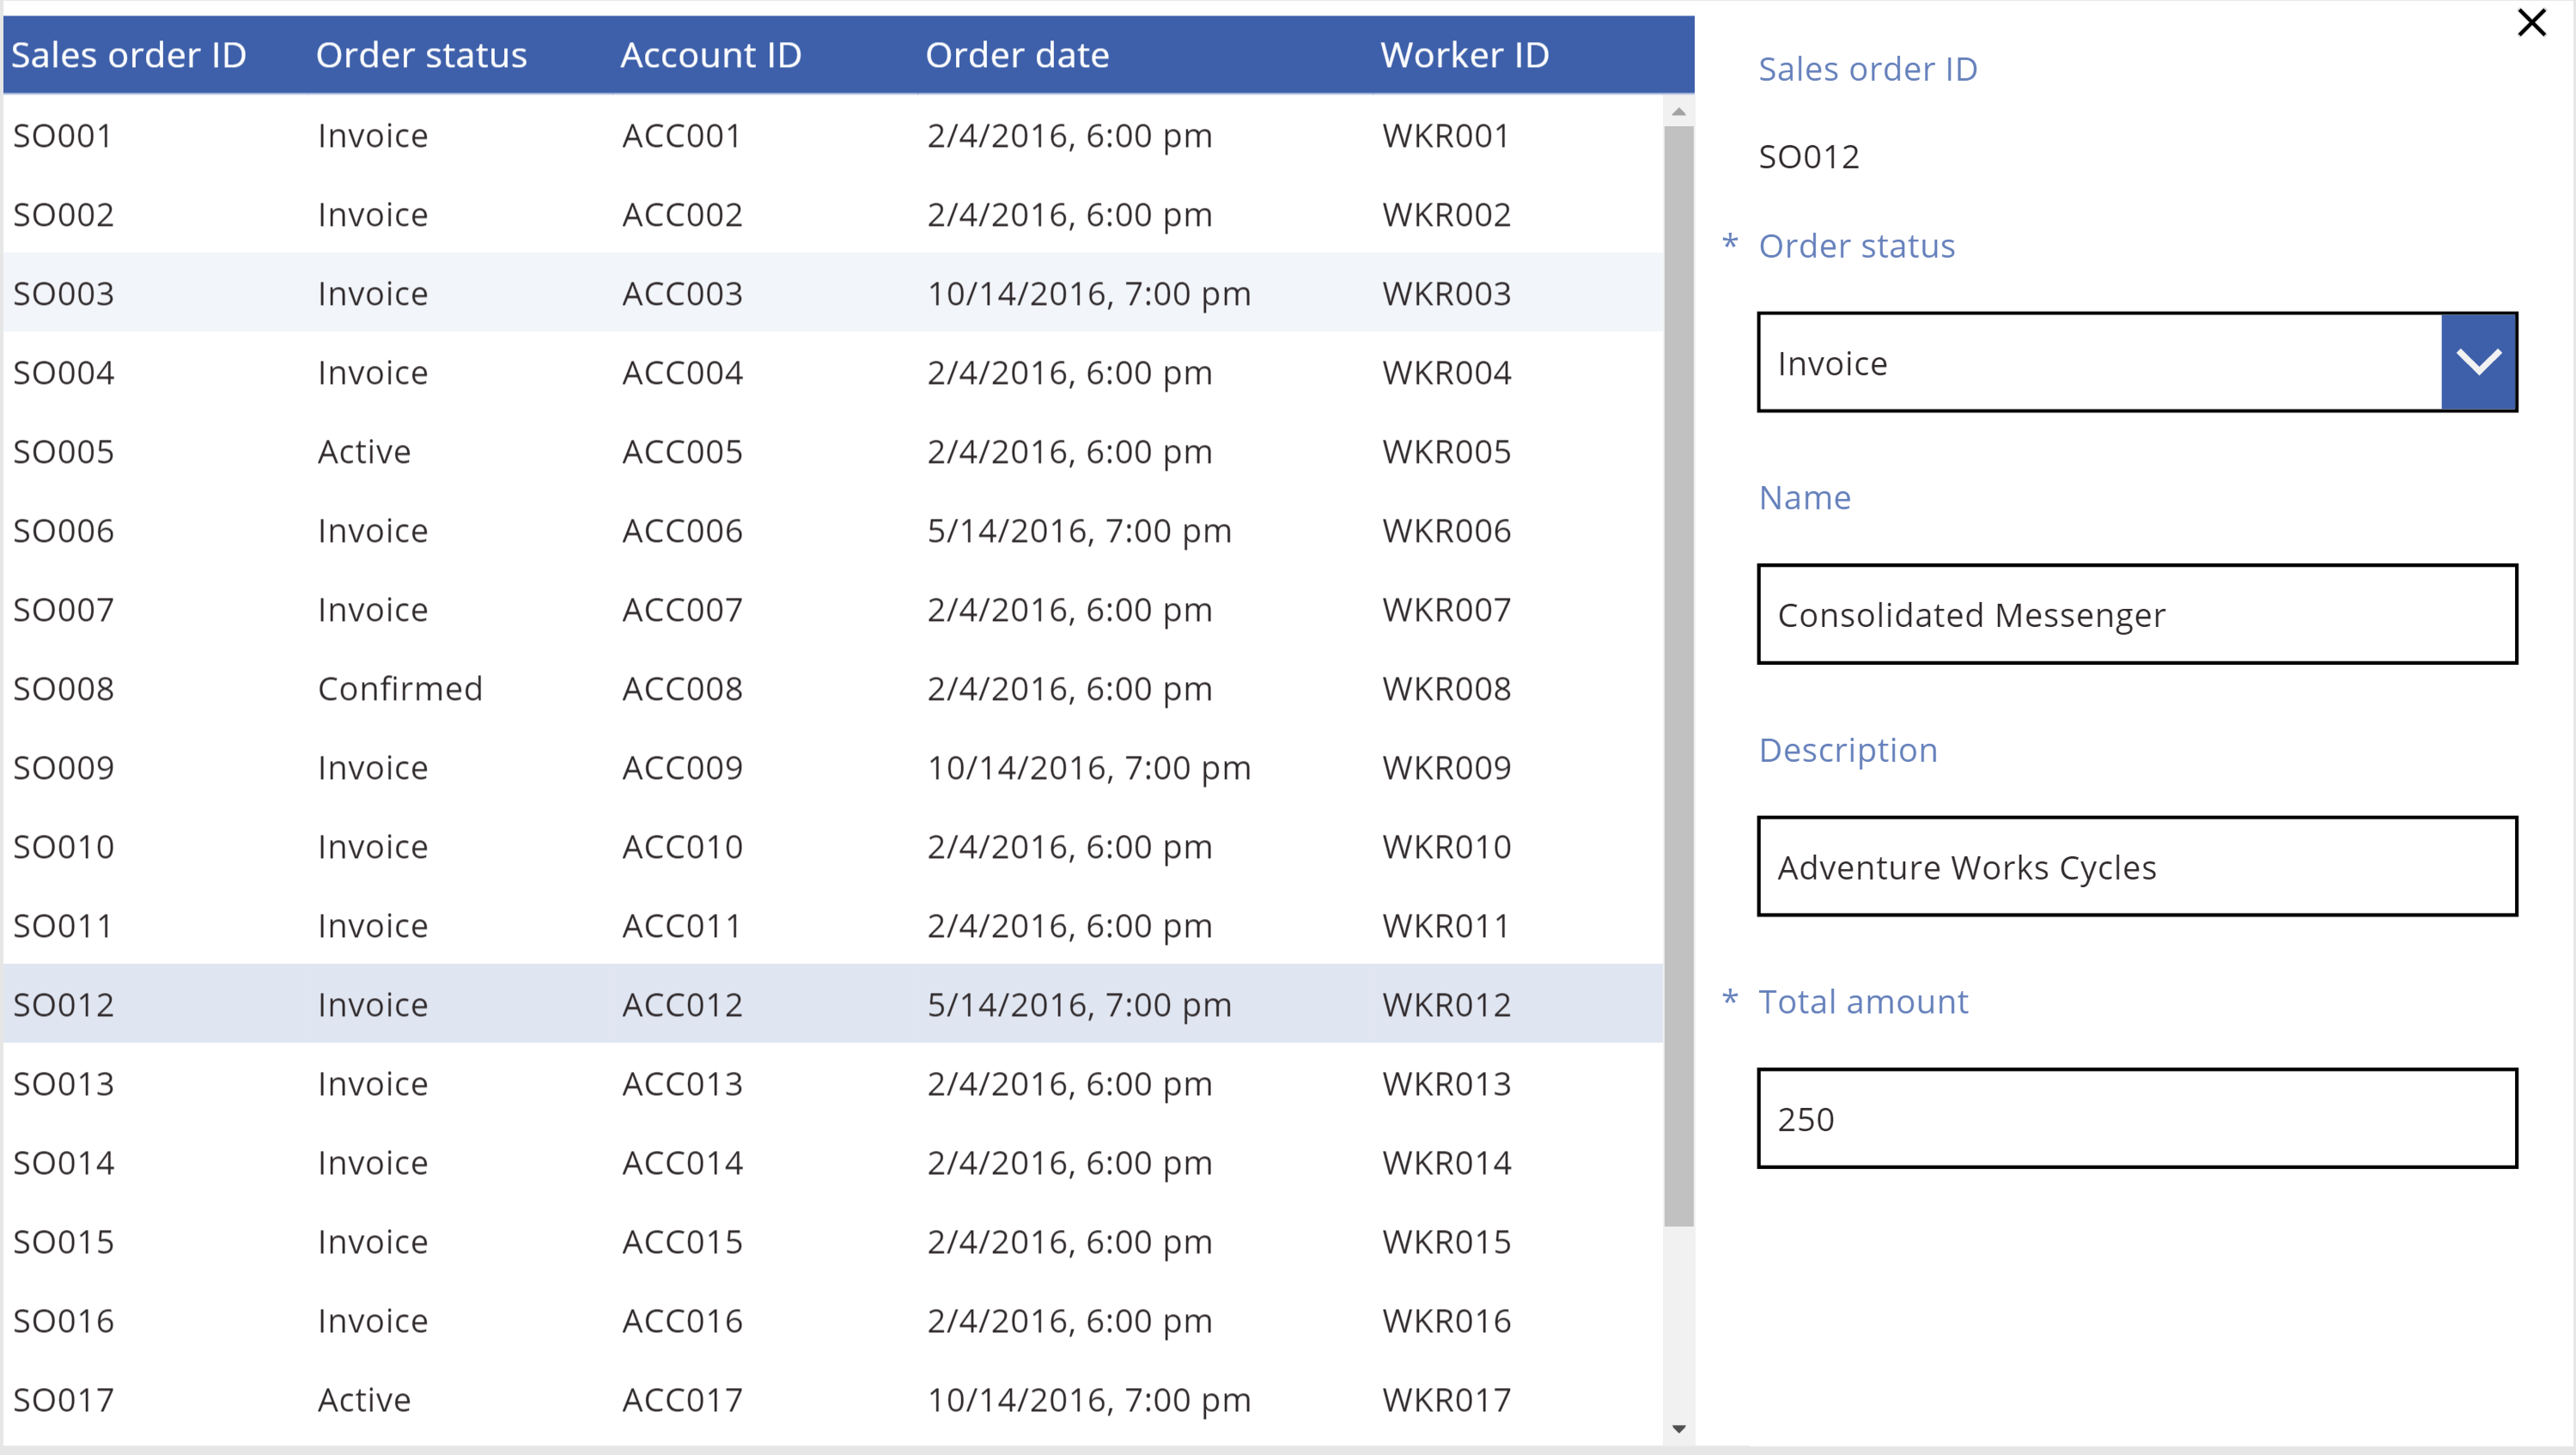 Sales order ID Order status Account ID Order date Worker ID
SO001 Invoice ACC001 2/4/2016, 6:00 pm WKR001
SO002 Invoice ACC002 2/4/2016, 6:00 pm WKR002
SO003 Invoice ACC003 10/14/2016, 7:00 pm WKR003
SO004 Invoice ACC004 2/4/2016, 6:00 pm WKR004
SO005 Active ACC005 2/4/2016, 6:00 pm WKR005
SO006 Invoice ACC006 5/14/2016, 7:00 pm WKR006
SO007 Invoice ACC007 2/4/2016, 6:00 pm WKR007
SO008 Confirmed ACC008 2/4/2016, 6:00 pm WKR008
SO009 Invoice ACC009 10/14/2016, 7:00 pm WKR009
SO010 Invoice ACC010 2/4/2016, 6:00 pm WKR010
SO011 Invoice ACC011 2/4/2016, 6:00 pm WKR011
SO012 Invoice ACC012 5/14/2016, 7:00 pm WKR012
SO013 Invoice ACC013 2/4/2016, 6:00 pm WKR013
SO014 Invoice ACC014 2/4/2016, 6:00 pm WKR014
SO015 Invoice ACC015 2/4/2016, 6:00 pm WKR015
SO016 Invoice ACC016 2/4/2016, 6:00 pm WKR016
SO017 Active ACC017 10/14/2016, 7:00 pm WKR017
Sales order ID
SO012
* Order status
Invoice
Name
Consolidated Messenger
Description
Adventure Works Cycles
* Total amount
250